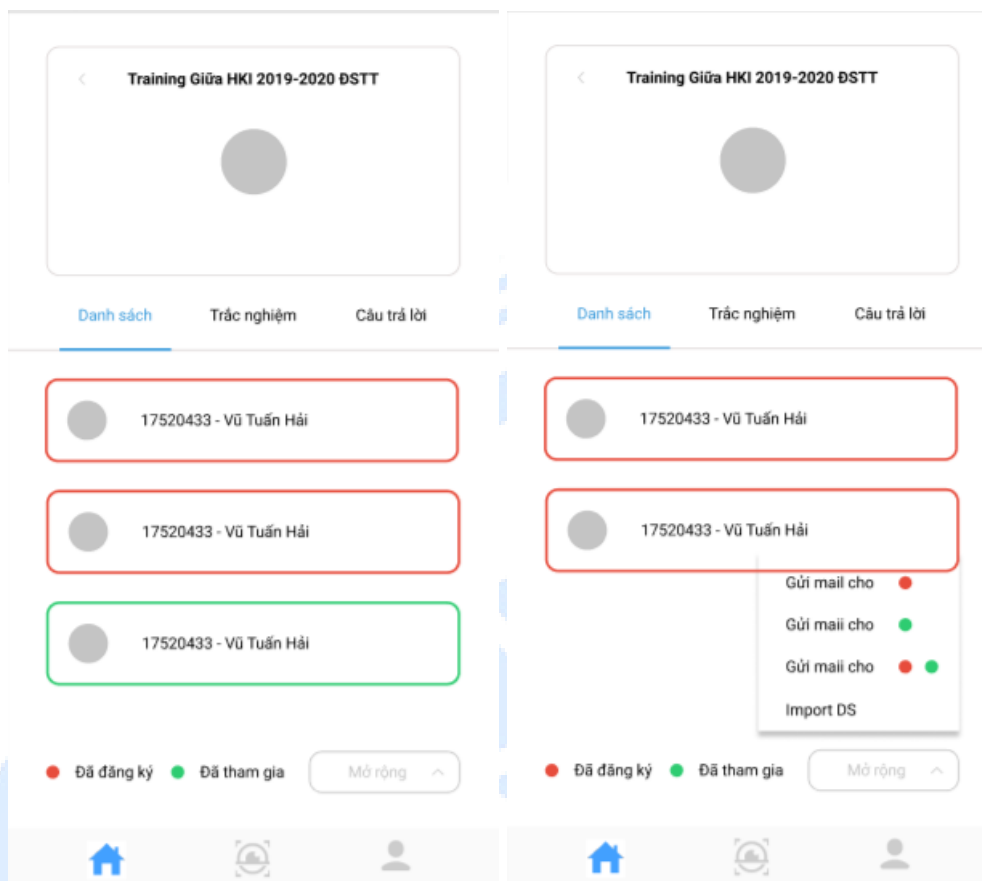 Training Giữa HKI 2019-2020 ĐSTT
Danh sách Trắc nghiệm Câu trả lời
17520433 - Vũ Tuấn Hải
17520433 - Vũ Tuấn Hải
17520433 - Vũ Tuấn Hải
Đã đăng ký Đã tham gia Mở rộng
Training Giữa HKI 2019-2020 ĐSTT
Danh sách Trắc nghiệm Câu trả lời
17520433 - Vũ Tuấn Hải
17520433 - Vũ Tuấn Hải
Gửi mail cho
Gửi maii cho
Gửi maii cho
Import DS
Đã đăng ký Đã tham gia Mở rộng